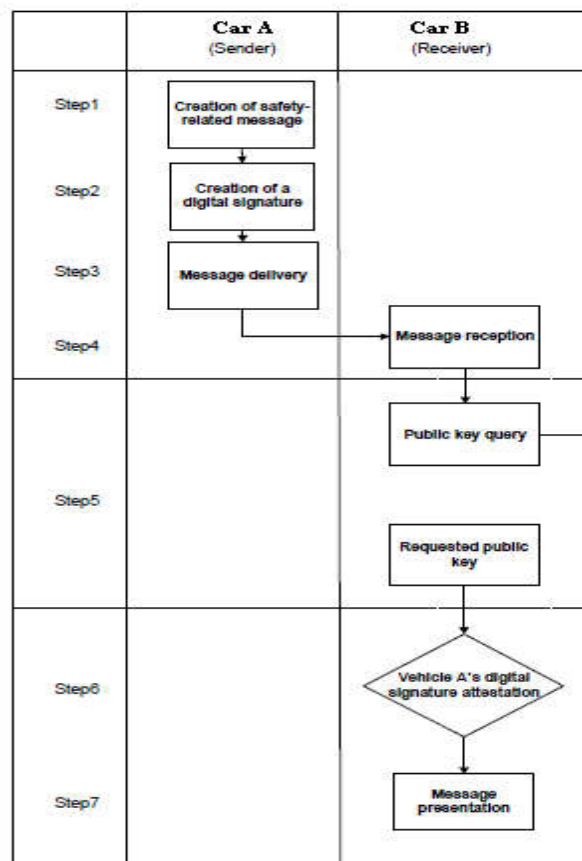 Car A
(Sender)
Car B
(Receiver)
Step1
Creation of safety-
related message
Step2
Creation of a
digital signature
Step3
Message delivery
Step4
Message reception
Public key query
Step5
Requested public
key
Step6
Vehicle A's digital
signature attestation
Step7
Message
presentation